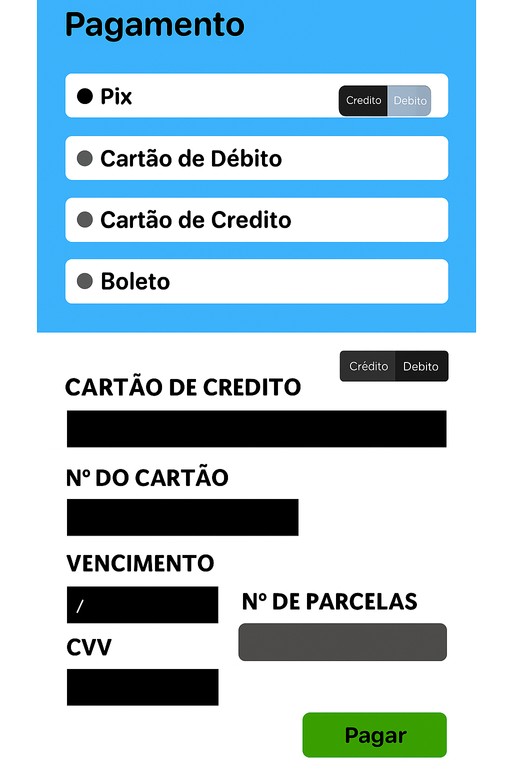 Pagamento
Pix
Credito Debito
Cartão de Débito
Cartão de Credito
Boleto
Crédito Debito
CARTÃO DE CREDITO
Nº DO CARTÃO
VENCIMENTO
/
Nº DE PARCELAS
CVV
Pagar